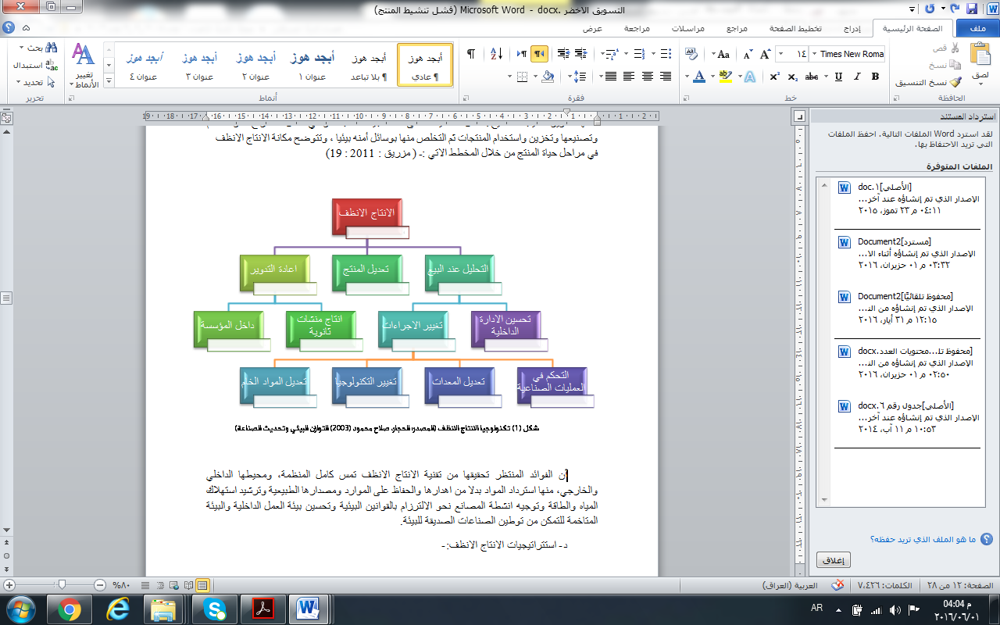 التسويق الاخضر .docx - Microsoft Word (فشل تنشيط المنتج)
ملف
الصفحة الرئيسية
إدراج
تخطيط الصفحة
مراجع
مراسلات
مراجعة
عرض
لصق
قص
نسخ
نسخ التنسيق
الحافظة
Times New Roma
١٤
خط
فقرة
أبجد هوز
¶ عادي
أبجد هوز
¶ بلا تباعد
أبجد هوز
عنوان ١
أبجد هوز
عنوان ٢
أبجد هوز
عنوان ٣
أبجد هوز
عنوان ٤
تغيير الأنماط
أنماط
بحث
استبدال
تحديد
تحرير
استرداد المستند
لقد استرد Word الملفات التالية. احفظ الملفات
التي تريد الاحتفاظ بها.
الملفات المتوفرة
doc.١[الأصلي]
الإصدار الذي تم إنشاؤه عند آخر...
٠٤:١١ م ٢٣ تموز، ٢٠١٥
Document2[مسترد]
الإصدار الذي تم إنشاؤه أثناء الا...
٠٣:٣٢ م ٠١ حزيران، ٢٠١٦
Document2[محفوظ تلقائيًا]
الإصدار الذي تم إنشاؤه من الن...
١٢:١٥ م ٣١ أيار، ٢٠١٦
docx.محتويات العدد...[محفوظ تل
الإصدار الذي تم إنشاؤه من الن...
٠٢:٥٠ م ٠١ حزيران، ٢٠١٦
docx.جدول رقم ٦[الأصلي]
الإصدار الذي تم إنشاؤه عند آخر...
١٠:٥٣ م ١١ آب، ٢٠١٤
ما هو الملف الذي تريد حفظه؟
إغلاق
وتصنيعها وتخزين واستخدام المنتجات ثم التخلص منها بوسائل أمنه بيئيا ، وتتوضح مكانة الانتاج الانظف
في مراحل حياة المنتج من خلال المخطط الاتي :- ( مزريق : 2011 : 19)
الانتاج الانظف
التحليل عند البيع
تعديل المنتج
اعادة التدوير
تحسين الادارة الداخلية
تغيير الاجراءات
انتاج منشات ثانوية
داخل المؤسسة
التحكم في العمليات الصناعية
تعديل المعدات
تغيير التكنولوجيا
تعديل المواد الخام
شكل (1) تكنولوجيا الانتاج الانظف (المصدر: الحجار، صلاح محمود (2003) التوازن البيئي وتحديث الصناعة)
أن الفوائد المنتظر تحقيقها من تقنية الانتاج الانظف تمس كامل المنظمة، ومحيطها الداخلي
والخارجي، منها استرداد المواد بدلا من اهدارها والحفاظ على الموارد ومصدارها الطبيعية وترشيد استهلاك
المياه والطاقة وتوجيه انشطة المصانع نحو الالترزام بالقوانين البيئية وتحسين بيئة العمل الداخلية والبيئة
المتاخمة للتمكن من توطين الصناعات الصديقة للبيئة.
د- استتراتيجيات الانتاج الانظف:-
الصفحة: ١٢ من ٢٨
الكلمات: ٧،٤٢٦
العربية (العراق)
٨٠%
AR
04:04 م
٢٠١٦/٠٦/٠١